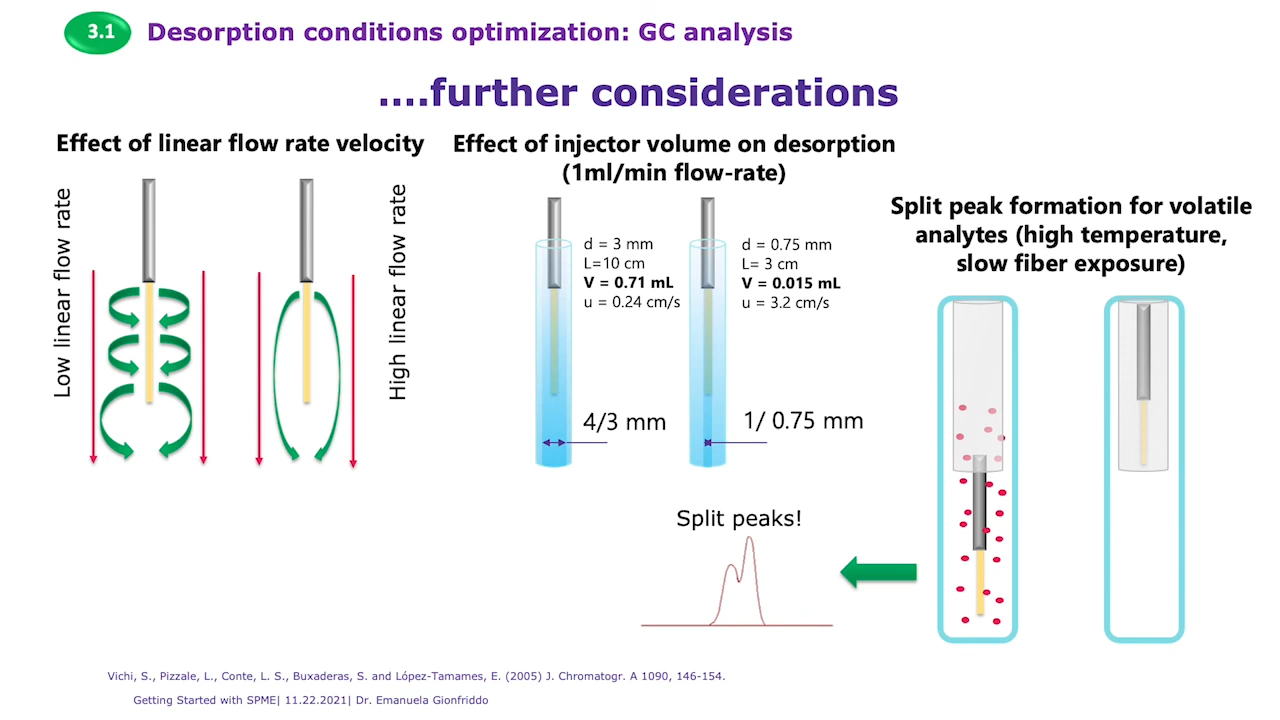 3.1
Desorption conditions optimization: GC analysis
....further considerations
Effect of linear flow rate velocity
Low linear flow rate
High linear flow rate
Effect of injector volume on desorption
(1ml/min flow-rate)
d = 3 mm
L=10 cm
V = 0.71 mL
u = 0.24 cm/s
4/3 mm
d = 0.75 mm
L= 3 cm
V = 0.015 mL
u = 3.2 cm/s
1/ 0.75 mm
Split peak formation for volatile
analytes (high temperature,
slow fiber exposure)
Split peaks!
Vichi, S., Pizzale, L., Conte, L. S., Buxaderas, S. and López-Tamames, E. (2005) J. Chromatogr. A 1090, 146-154.
Getting Started with SPME| 11.22.2021| Dr. Emanuela Gionfriddo